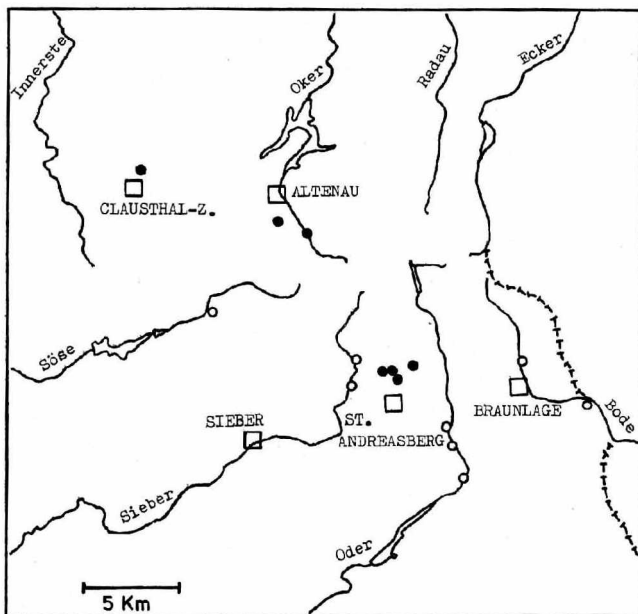 Innerste
Oker
Radau
Ecker
CLAUSTHAL-Z.
ALTENAU
Söse
SIEBER
ST.
ANDREASBERG
BRAUNLAGE
Bode
Sieber
Oder
5 Km